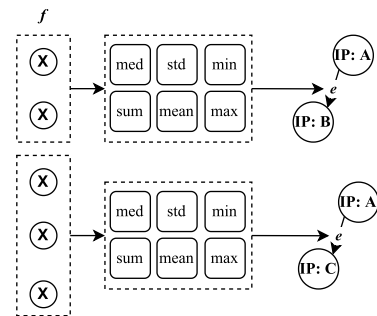 f
X
med std min
IP: A
e
X
sum mean max
IP: B
X
med std min
IP: A
X
e
sum mean max
IP: C
X